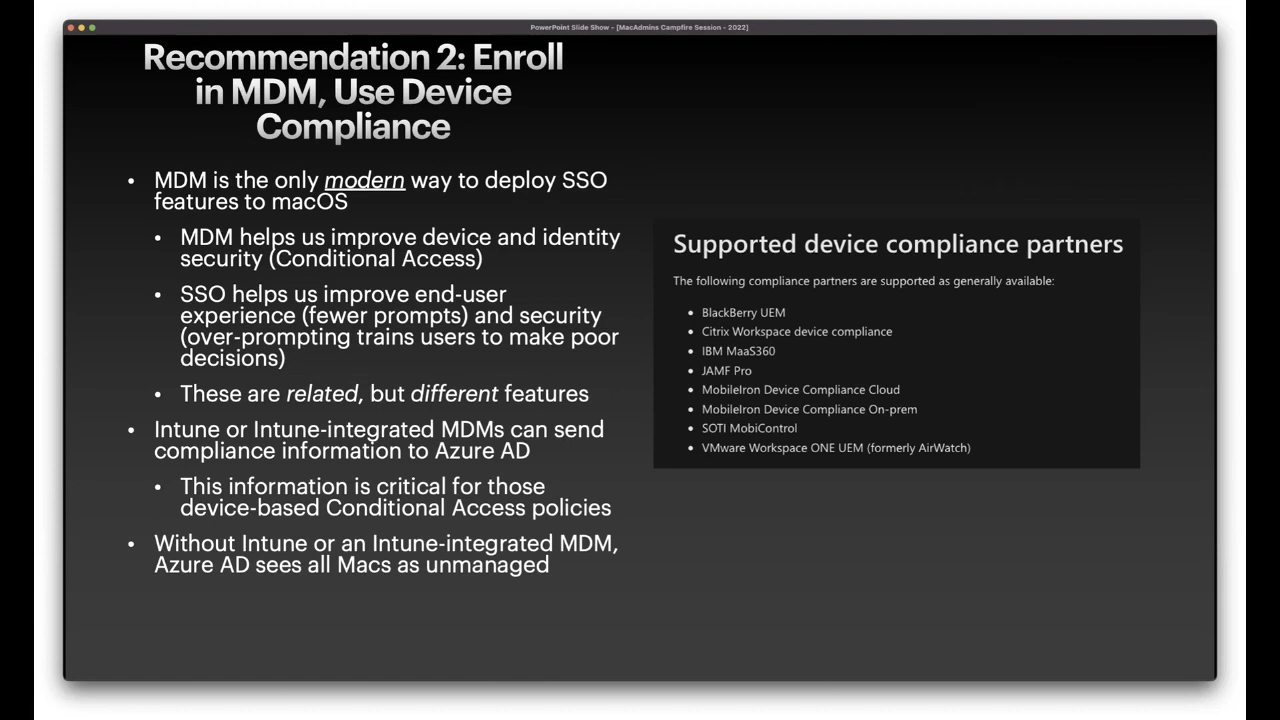 PowerPoint Slide Show - [MacAdmins Campfire Session - 2022]
Recommendation 2: Enroll
in MDM, Use Device
Compliance
• MDM is the only modern way to deploy SSO
features to macOS
• MDM helps us improve device and identity
security (Conditional Access)
• SSO helps us improve end-user
experience (fewer prompts) and security
(over-prompting trains users to make poor
decisions)
• These are related, but different features
• Intune or Intune-integrated MDMs can send
compliance information to Azure AD
• This information is critical for those
device-based Conditional Access policies
• Without Intune or an Intune-integrated MDM,
Azure AD sees all Macs as unmanaged
Supported device compliance partners
The following compliance partners are supported as generally available:
• BlackBerry UEM
• Citrix Workspace device compliance
• IBM MaaS360
• JAMF Pro
• MobileIron Device Compliance Cloud
• MobileIron Device Compliance On-prem
• SOTI MobiControl
• VMware Workspace ONE UEM (formerly AirWatch)